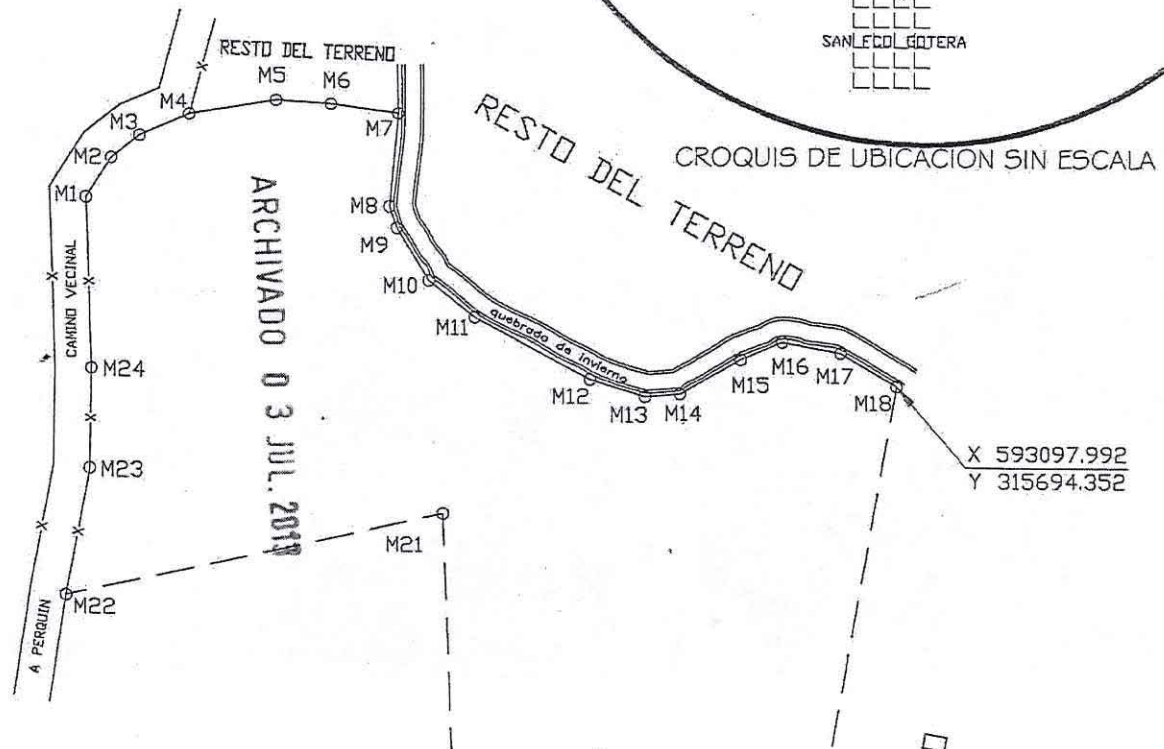 SAN FCO GOTERA
CROQUIS DE UBICACION SIN ESCALA
RESTO DEL TERRENO
M5
M6
M4
M3
M7
M2
M1
RESTO DEL TERRENO
M8
M9
M10
M11
quebrada de invierno
M12
M13
M14
M15
M16
M17
M18
X 593097.992
Y 315694.352
CAMINO VECINAL
M24
M23
M22
M21
A PERQUIN
ARCHIVADO 0 3 JUL.